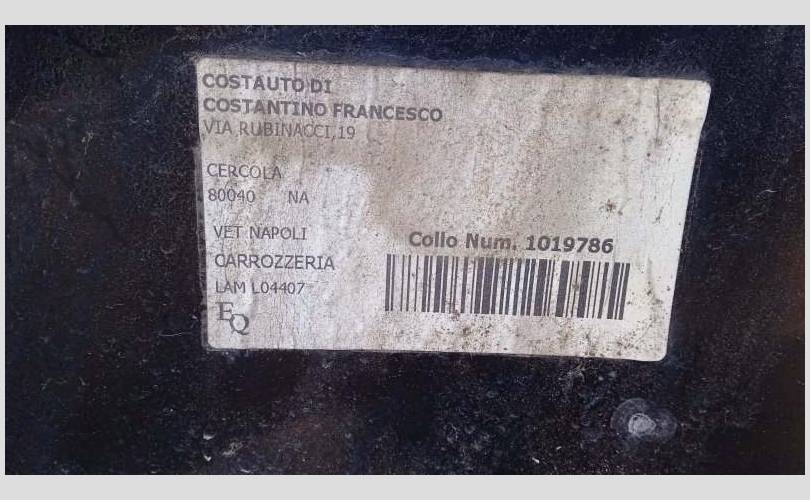 COSTAUTO DI
COSTANTINO FRANCESCO
VIA RUBINACCI,19
CERCOLA
80040 NA
VET NAPOLI
Collo Num. 1019786
CARROZZERIA
LAM L04407
EQ